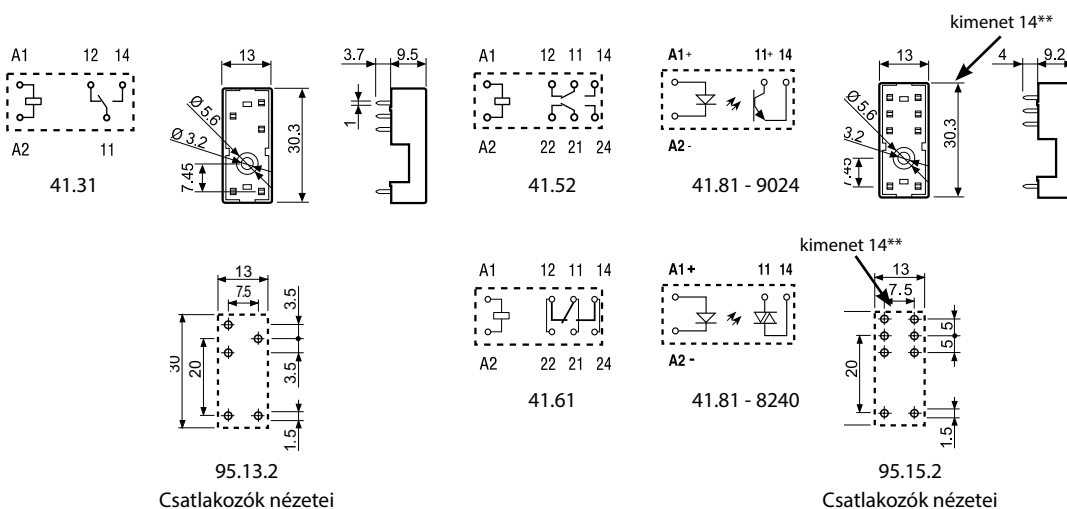 kimenet 14**
A1 12 14
13
3.7 9.5
A1 12 11 14
A1+ 11+ 14
13
4 9.2
Ø 5.6
Ø 3.2
7.45
30.3
1
Ø 5.6
3.2
30.3
A2 11
A2 22 21 24
A2 -
41.31
41.52
41.81 - 9024
kimenet 14**
13
7.5
3.5
30
20
3.5
1.5
A1 12 11 14
A2 22 21 24
A1 + 11 14
A2 -
13
7.5
5
5
20
1.5
41.61
41.81 - 8240
95.13.2
95.15.2
Csatlakozók nézetei
Csatlakozók nézetei